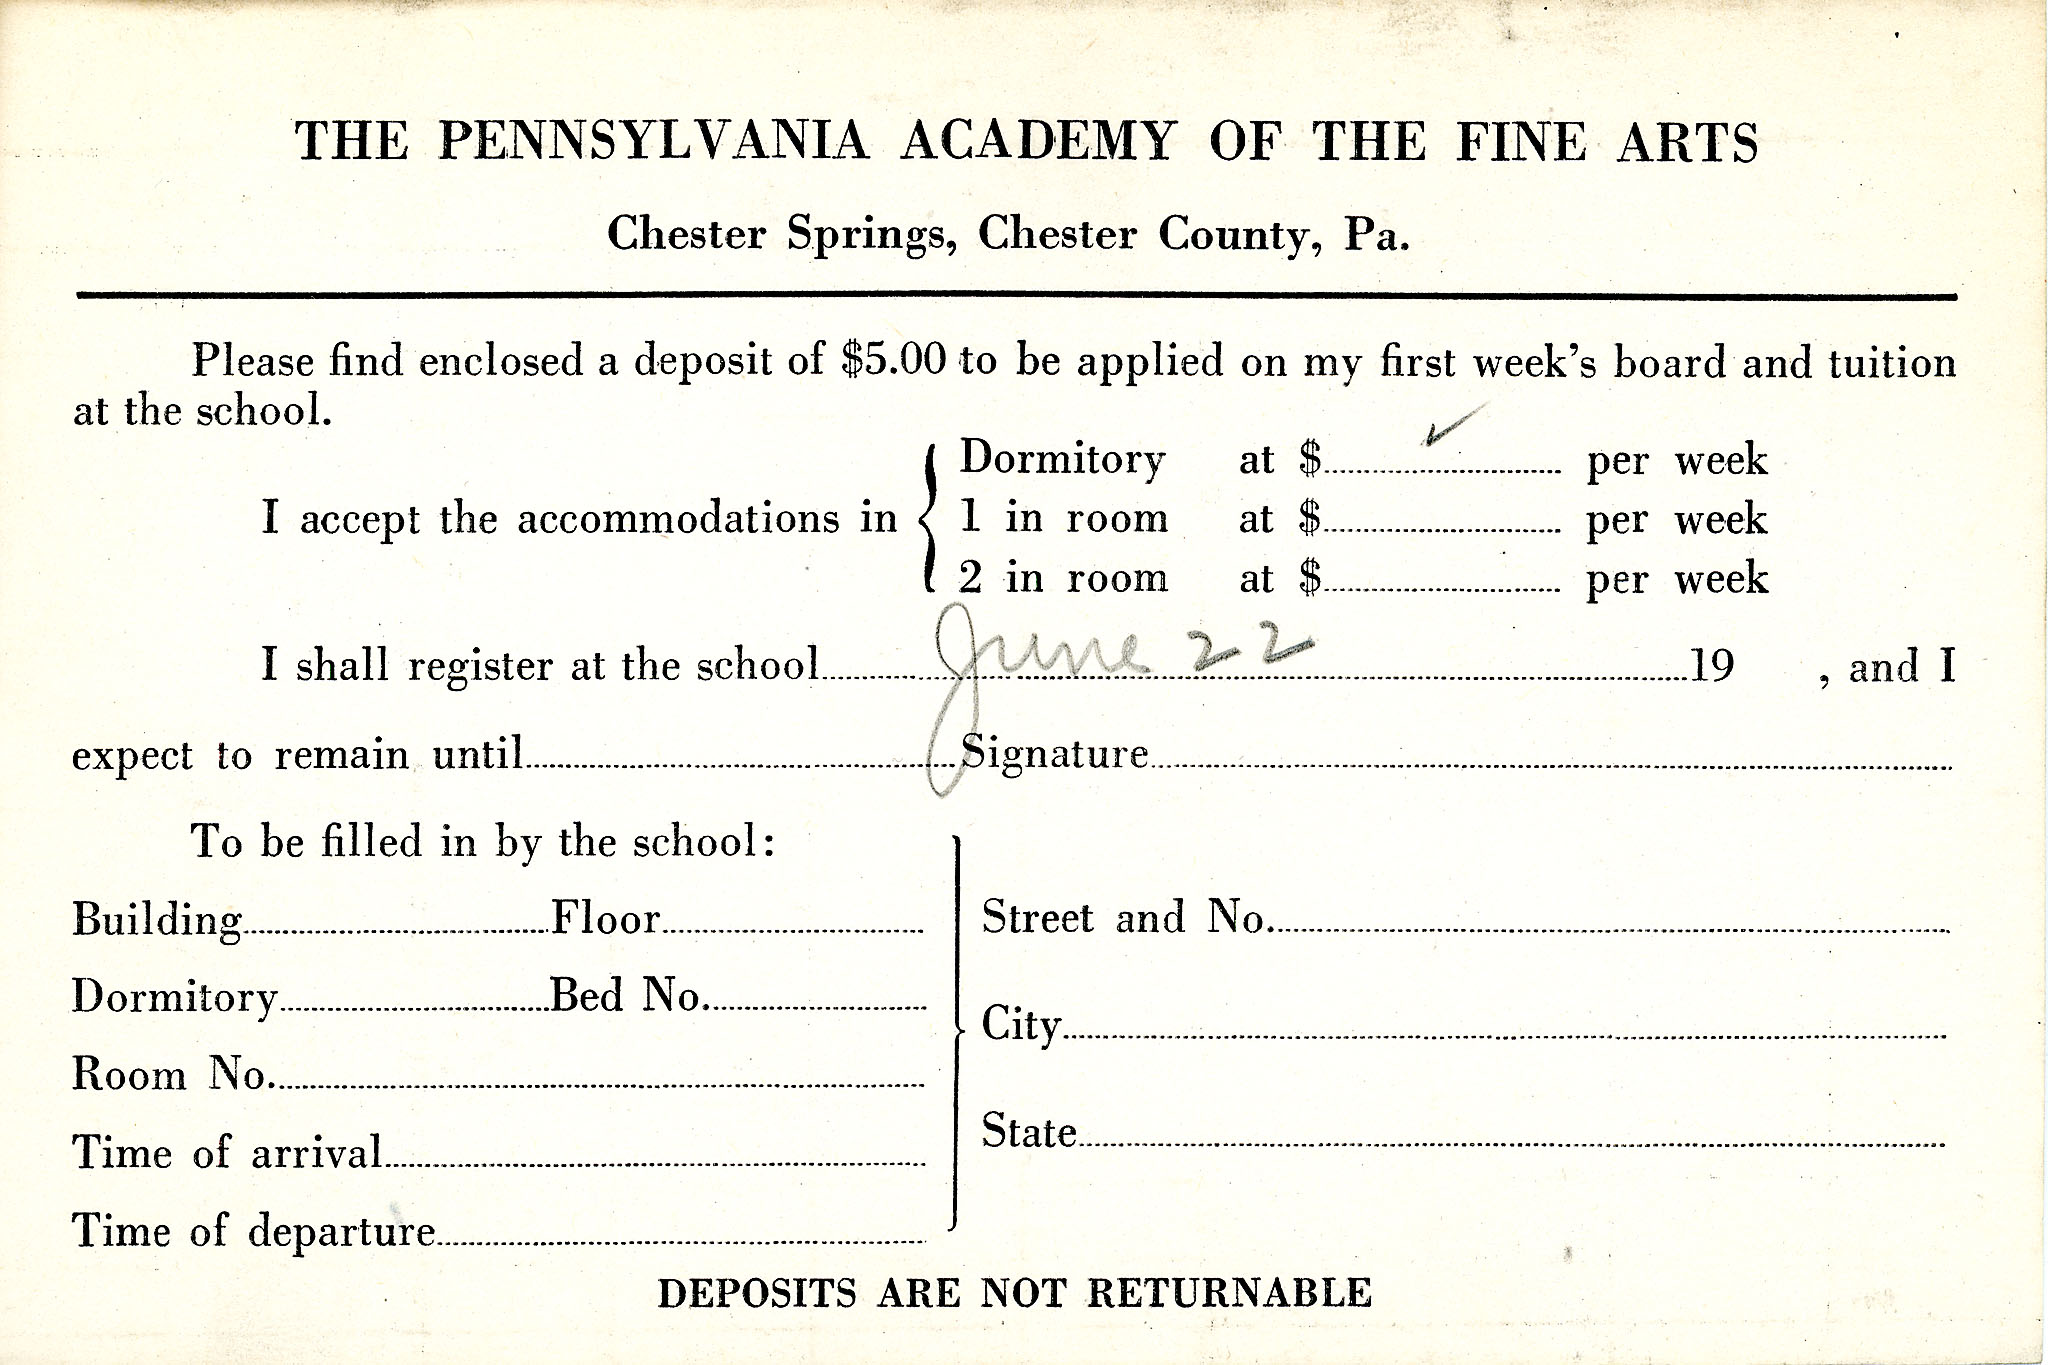 THE PENNSYLVANIA ACADEMY OF THE FINE ARTS
Chester Springs, Chester County, Pa.
Please find enclosed a deposit of $5.00 to be applied on my first week's board and tuition
at the school.
I accept the accommodations in
Dormitory at $ ✓ per week
1 in room at $ per week
2 in room at $ per week
I shall register at the school June 22 19 , and I
expect to remain until Signature
To be filled in by the school:
Building Floor
Dormitory Bed No.
Room No.
Time of arrival
Time of departure
Street and No.
City
State
DEPOSITS ARE NOT RETURNABLE